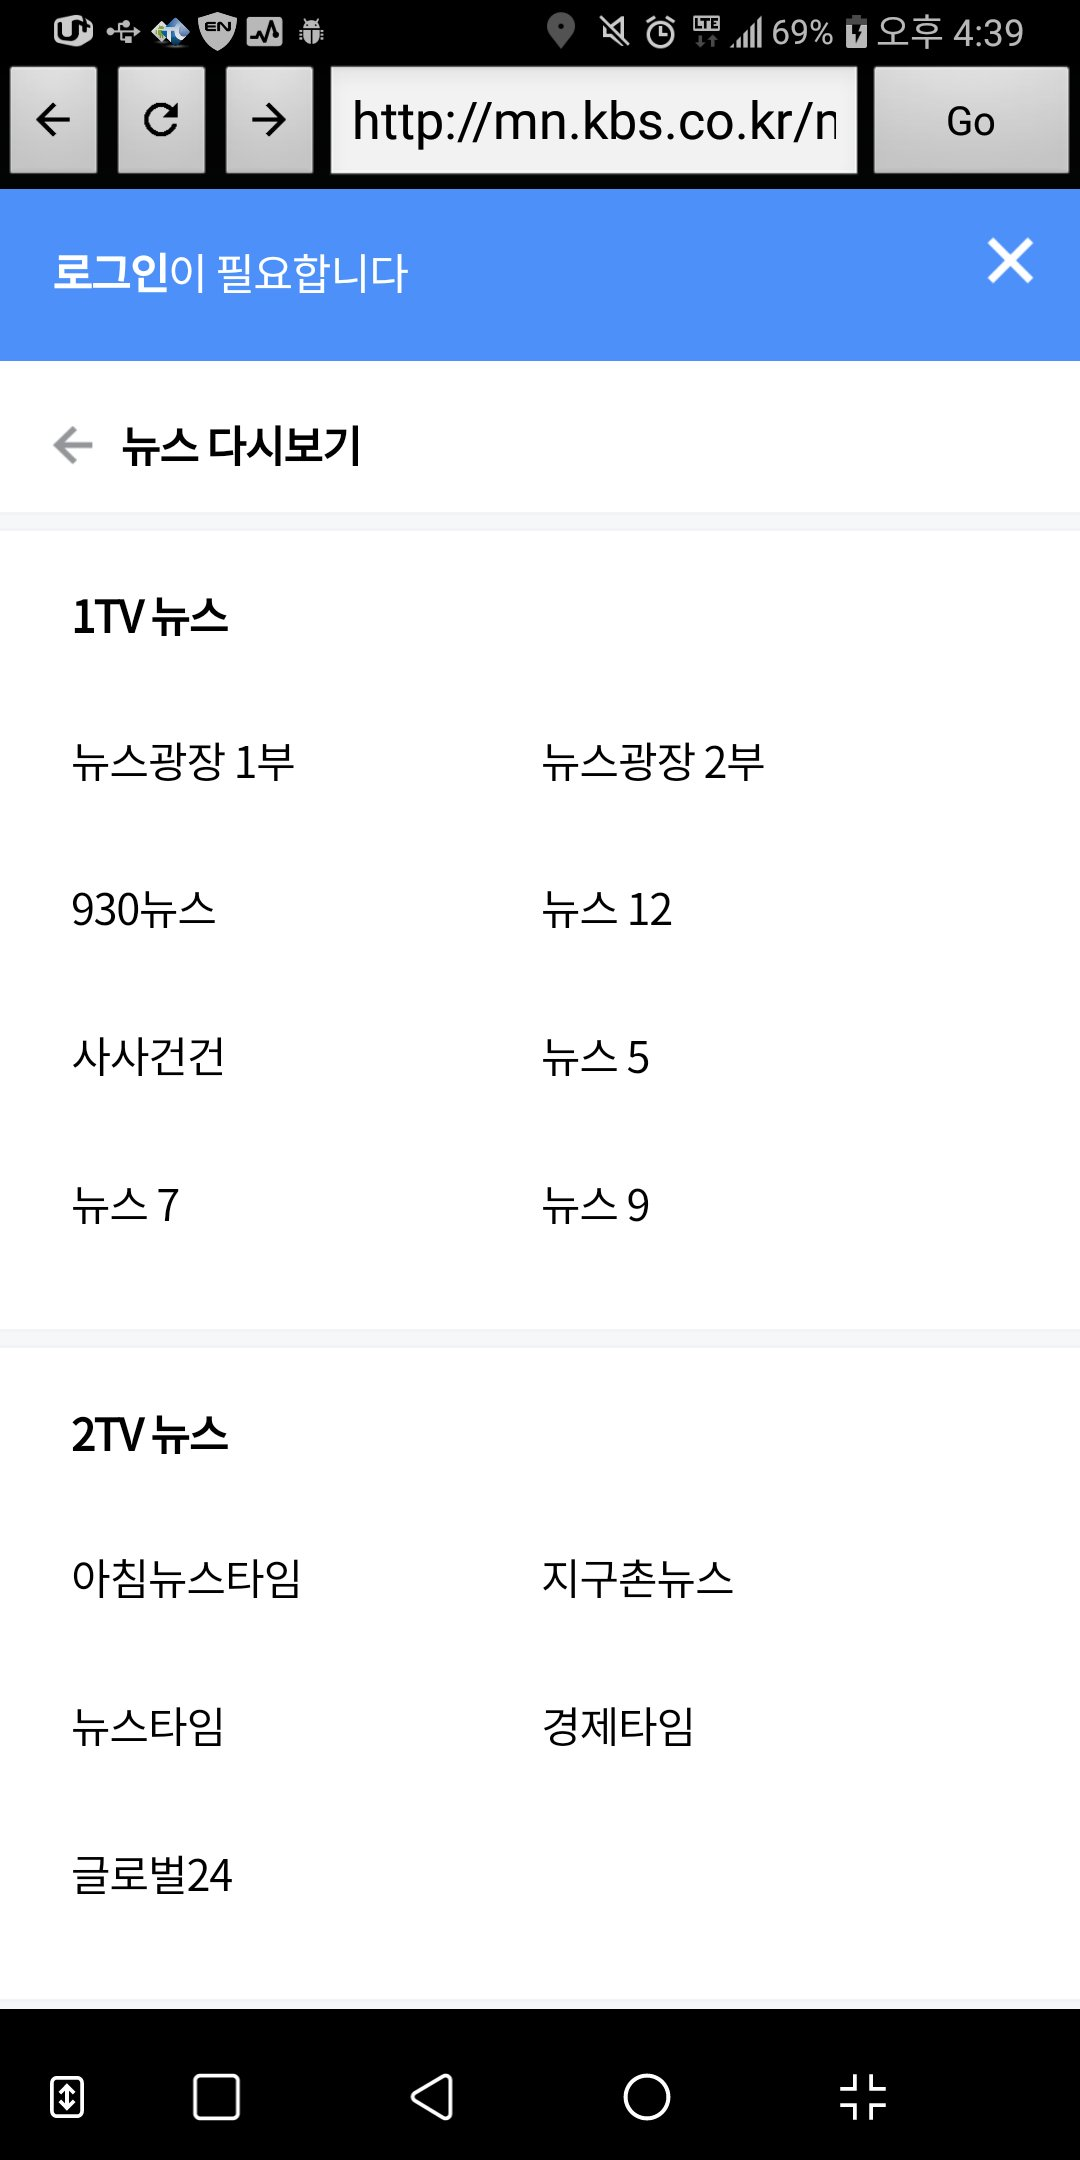 EN LTE 69% 오후 4:39
http://mn.kbs.co.kr/n Go
로그인이 필요합니다
뉴스 다시보기
1TV 뉴스
뉴스광장 1부 뉴스광장 2부
930뉴스 뉴스 12
사사건건 뉴스 5
뉴스 7 뉴스 9
2TV 뉴스
아침뉴스타임 지구촌뉴스
뉴스타임 경제타임
글로벌24